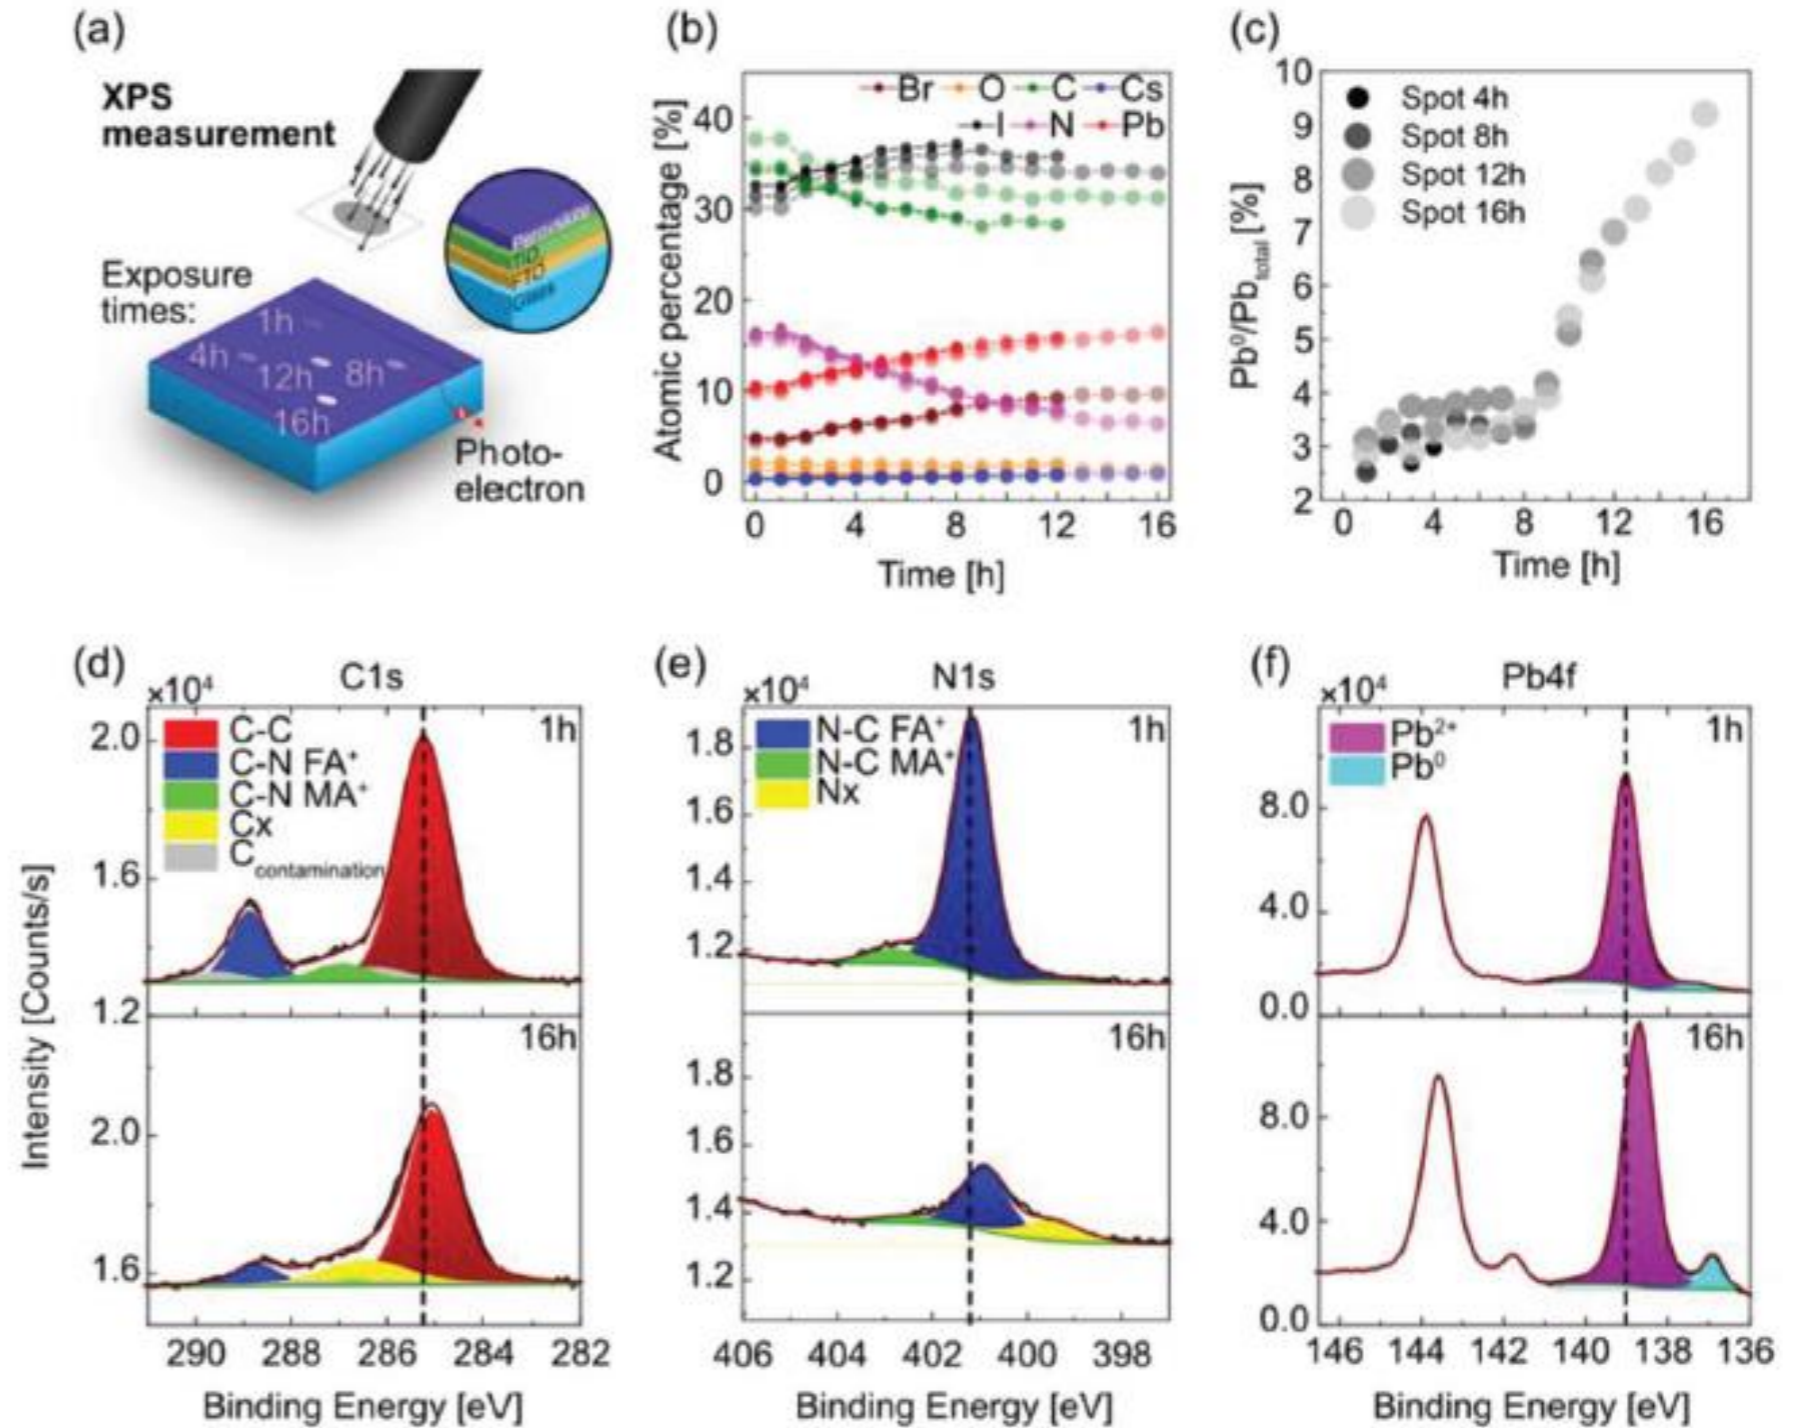 (a)
XPS
measurement
Exposure
times:
1h
4h
12h
8h
16h
Photo-
electron
Perovskite
TiO
FTO
Glass
(b)
Br O C Cs
I N Pb
Atomic percentage [%]
40
30
20
10
0
0 4 8 12 16
Time [h]
(c)
Spot 4h
Spot 8h
Spot 12h
Spot 16h
Pb⁰/Pb_total [%]
10
9
8
7
6
5
4
3
2
0 4 8 12 16
Time [h]
Intensity [Counts/s]
(d)
×10⁴ C1s
1h
C-C
C-N FA⁺
C-N MA⁺
Cx
C_contamination
2.0
1.6
1.2
16h
2.0
1.6
290 288 286 284 282
Binding Energy [eV]
(e)
×10⁴ N1s
1h
N-C FA⁺
N-C MA⁺
Nx
1.8
1.6
1.4
1.2
16h
1.8
1.6
1.4
1.2
406 404 402 400 398
Binding Energy [eV]
(f)
×10⁴ Pb4f
1h
Pb²⁺
Pb⁰
8.0
4.0
0.0
16h
8.0
4.0
0.0
146 144 142 140 138 136
Binding Energy [eV]